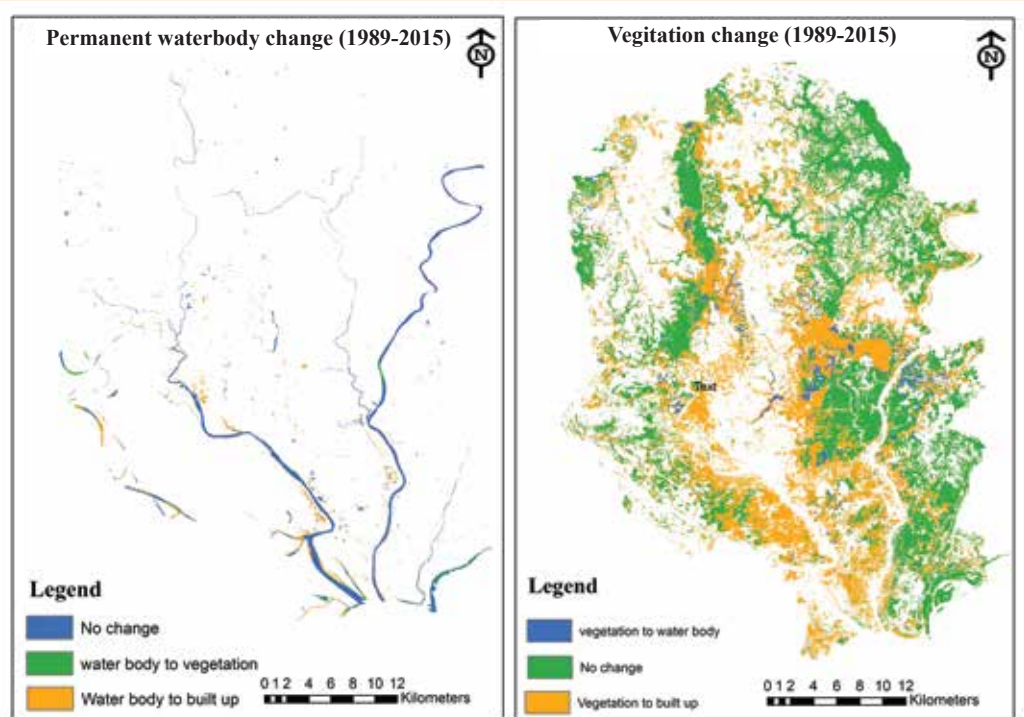 Permanent waterbody change (1989-2015)
N
Legend
No change
water body to vegetation
Water body to built up
0 1 2 4 6 8 10 12
Kilometers
Vegitation change (1989-2015)
N
Text
Legend
vegetation to water body
No change
Vegetation to built up
0 1 2 4 6 8 10 12
Kilometers